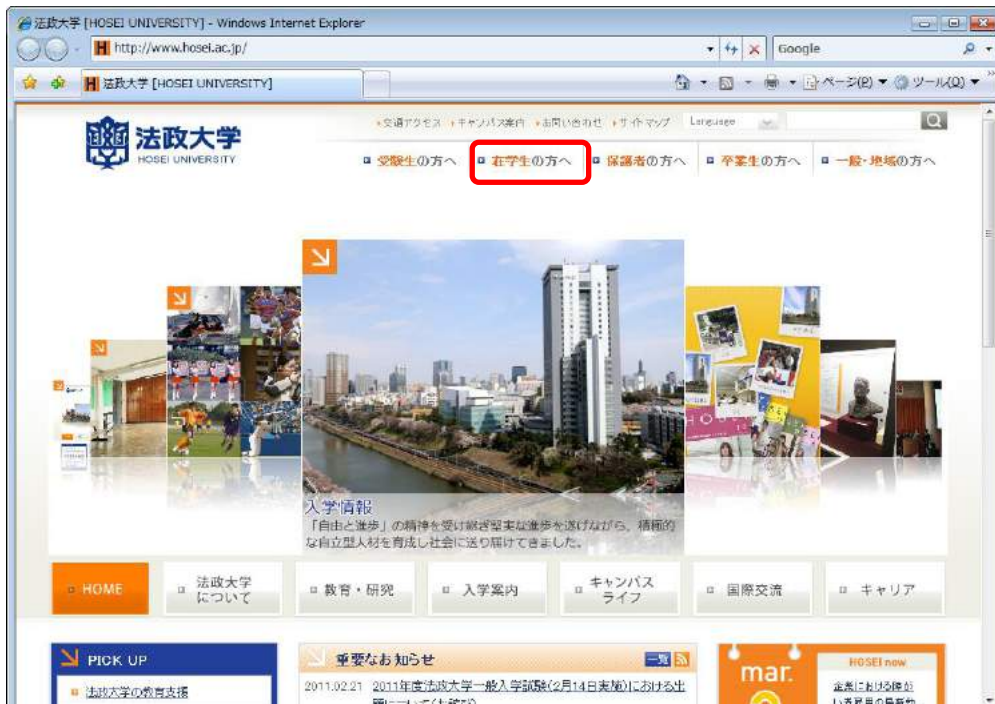 法政大学 [HOSEI UNIVERSITY] - Windows Internet Explorer
http://www.hosei.ac.jp/
Google
法政大学 [HOSEI UNIVERSITY]
ページ(P) ツール(O)
交通アクセス キャンパス案内 お問い合わせ サイトマップ Language
法政大学
HOSEI UNIVERSITY
受験生の方へ 在学生の方へ 保護者の方へ 卒業生の方へ 一般・地域の方へ
入学情報
「自由と進歩」の精神を受け継ぎ堅実な進歩を遂げながら、積極的
な自立型人材を育成し社会に送り届けてきました。
HOME 法政大学について 教育・研究 入学案内 キャンパスライフ 国際交流 キャリア
PICK UP
法政大学の教育支援
重要なお知らせ 一覧
2011.02.21 2011年度法政大学一般入学試験(2月14日実施)における出
mar.
HOSEI now
企業における障が